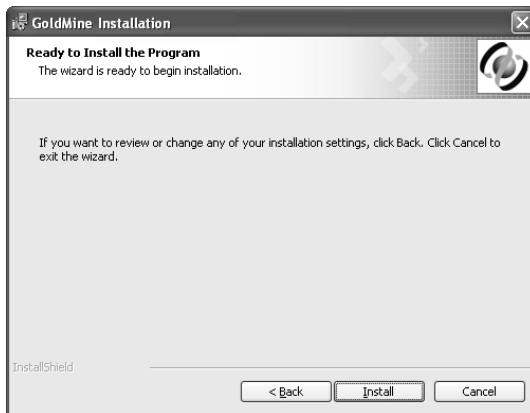 GoldMine Installation
Ready to Install the Program
The wizard is ready to begin installation.
If you want to review or change any of your installation settings, click Back. Click Cancel to
exit the wizard.
InstallShield
< Back
Install
Cancel